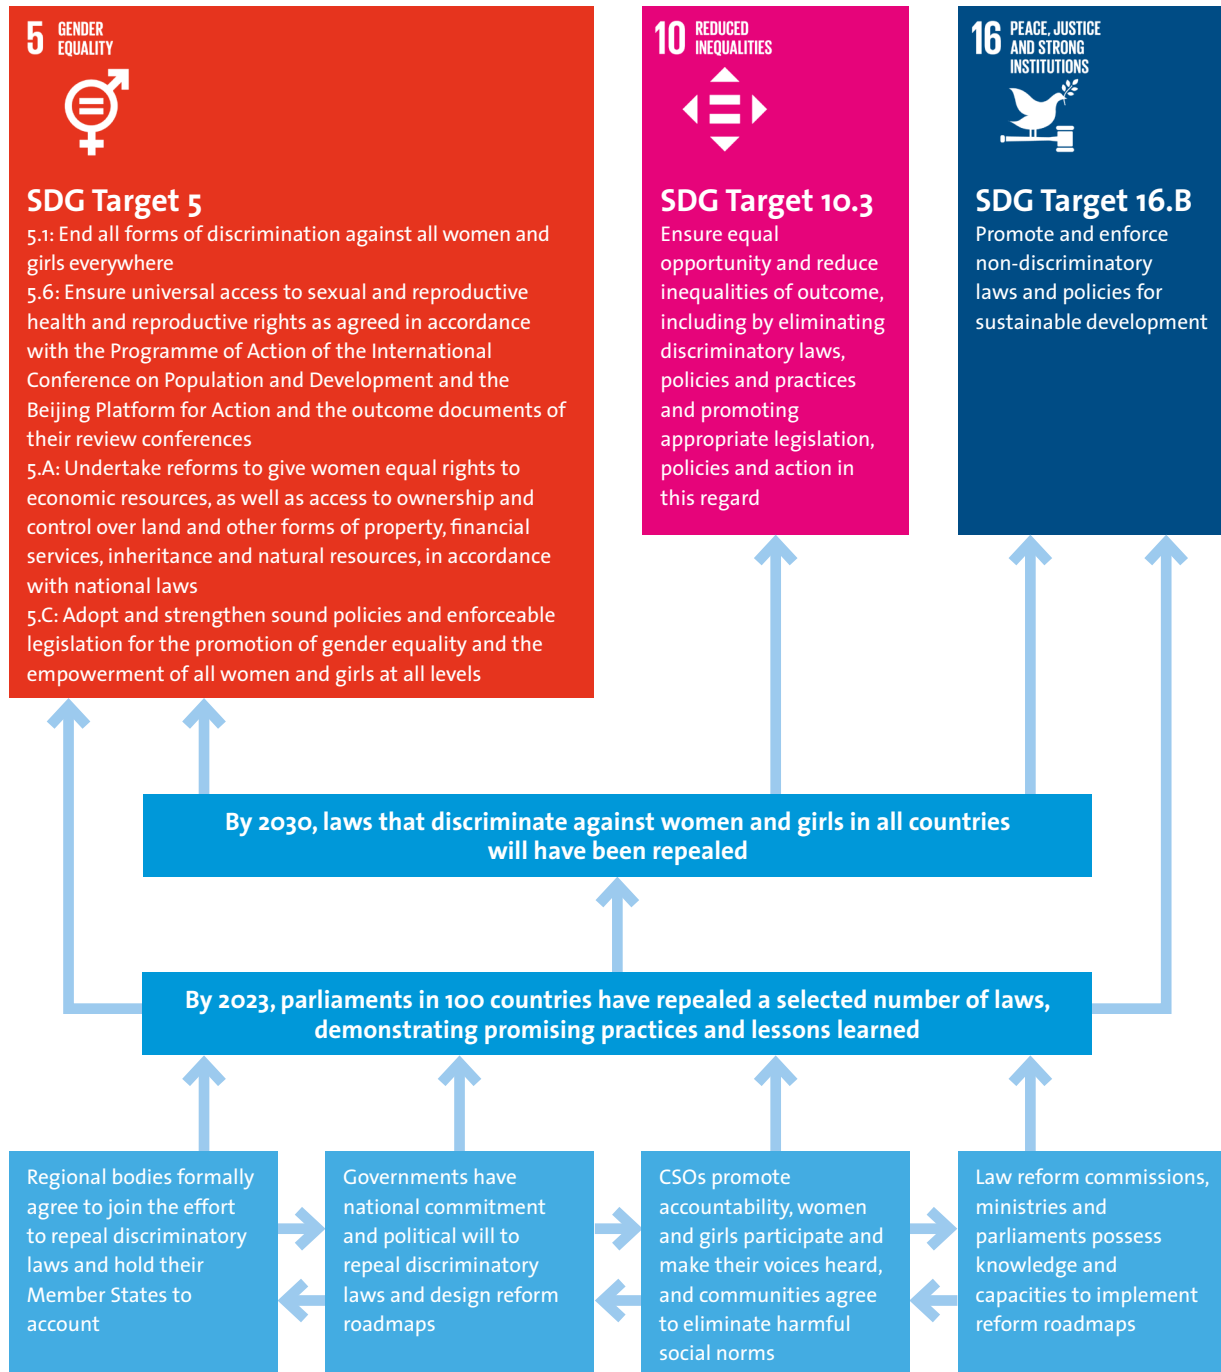 5 GENDER
EQUALITY
SDG Target 5
5.1: End all forms of discrimination against all women and
girls everywhere
5.6: Ensure universal access to sexual and reproductive
health and reproductive rights as agreed in accordance
with the Programme of Action of the International
Conference on Population and Development and the
Beijing Platform for Action and the outcome documents of
their review conferences
5.A: Undertake reforms to give women equal rights to
economic resources, as well as access to ownership and
control over land and other forms of property, financial
services, inheritance and natural resources, in accordance
with national laws
5.C: Adopt and strengthen sound policies and enforceable
legislation for the promotion of gender equality and the
empowerment of all women and girls at all levels
10 REDUCED
INEQUALITIES
SDG Target 10.3
Ensure equal
opportunity and reduce
inequalities of outcome,
including by eliminating
discriminatory laws,
policies and practices
and promoting
appropriate legislation,
policies and action in
this regard
16 PEACE, JUSTICE
AND STRONG
INSTITUTIONS
SDG Target 16.B
Promote and enforce
non-discriminatory
laws and policies for
sustainable development
By 2030, laws that discriminate against women and girls in all countries
will have been repealed
By 2023, parliaments in 100 countries have repealed a selected number of laws,
demonstrating promising practices and lessons learned
Regional bodies formally
agree to join the effort
to repeal discriminatory
laws and hold their
Member States to
account
Governments have
national commitment
and political will to
repeal discriminatory
laws and design reform
roadmaps
CSOs promote
accountability, women
and girls participate and
make their voices heard,
and communities agree
to eliminate harmful
social norms
Law reform commissions,
ministries and
parliaments possess
knowledge and
capacities to implement
reform roadmaps